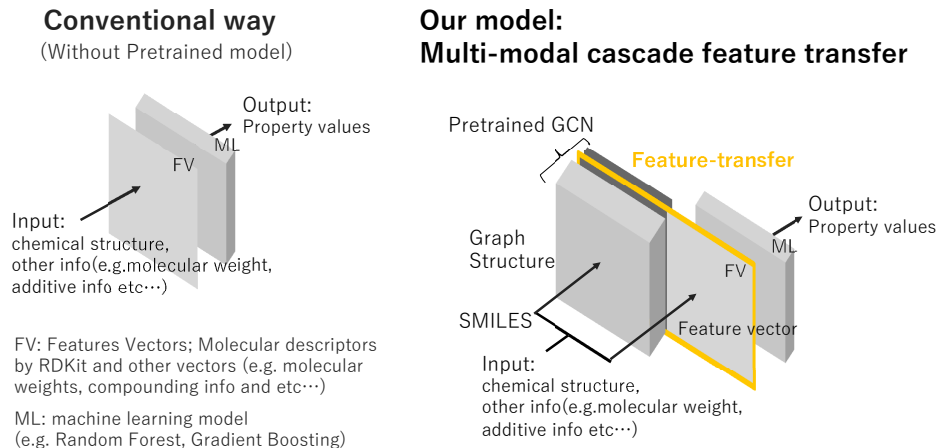 Conventional way
(Without Pretrained model)
Output:
Property values
ML
FV
Input:
chemical structure,
other info(e.g.molecular weight,
additive info etc⋯)
FV: Features Vectors; Molecular descriptors
by RDKit and other vectors (e.g. molecular
weights, compounding info and etc⋯)
ML: machine learning model
(e.g. Random Forest, Gradient Boosting)
Our model:
Multi-modal cascade feature transfer
Pretrained GCN
Feature-transfer
Output:
Property values
ML
Graph
Structure
FV
SMILES
Feature vector
Input:
chemical structure,
other info(e.g.molecular weight,
additive info etc⋯)